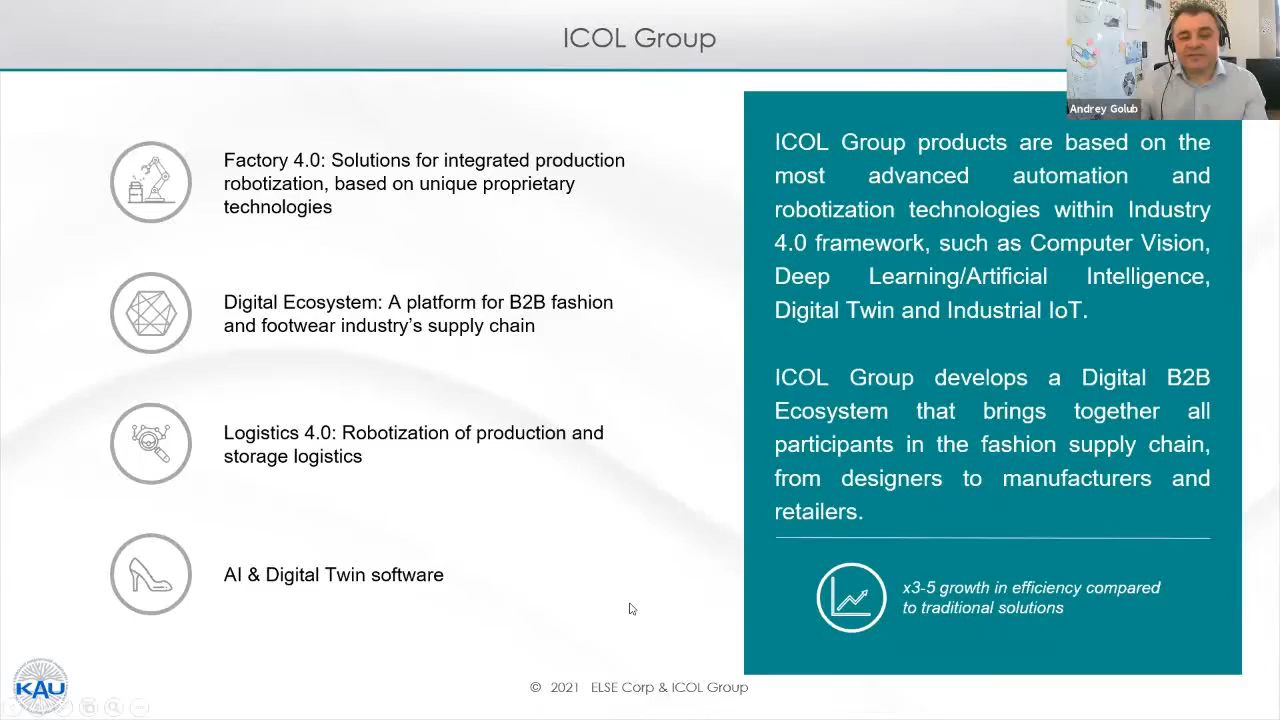 ICOL Group
Andrey Golub
Factory 4.0: Solutions for integrated production
robotization, based on unique proprietary
technologies
Digital Ecosystem: A platform for B2B fashion
and footwear industry's supply chain
Logistics 4.0: Robotization of production and
storage logistics
AI & Digital Twin software
ICOL Group products are based on the
most advanced automation and
robotization technologies within Industry
4.0 framework, such as Computer Vision,
Deep Learning/Artificial Intelligence,
Digital Twin and Industrial IoT.
ICOL Group develops a Digital B2B
Ecosystem that brings together all
participants in the fashion supply chain,
from designers to manufacturers and
retailers.
x3-5 growth in efficiency compared
to traditional solutions
KAU
© 2021 ELSE Corp & ICOL Group